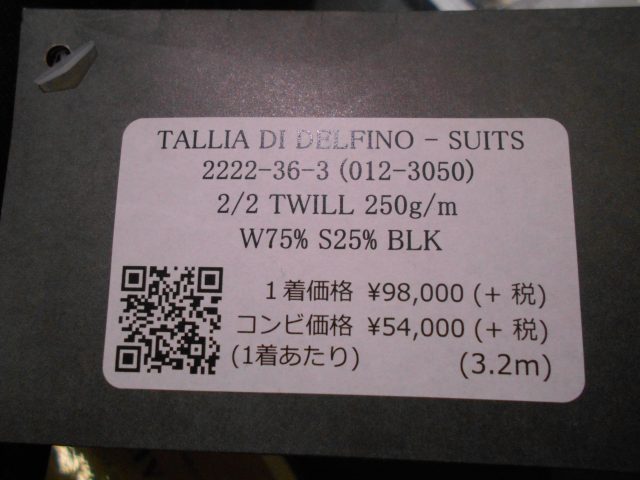 TALLIA DI DELFINO - SUITS
2222-36-3 (012-3050)
2/2 TWILL 250g/m
W75% S25% BLK
1着価格 ¥98,000 (+ 税)
コンビ価格 ¥54,000 (+ 税)
(1着あたり) (3.2m)